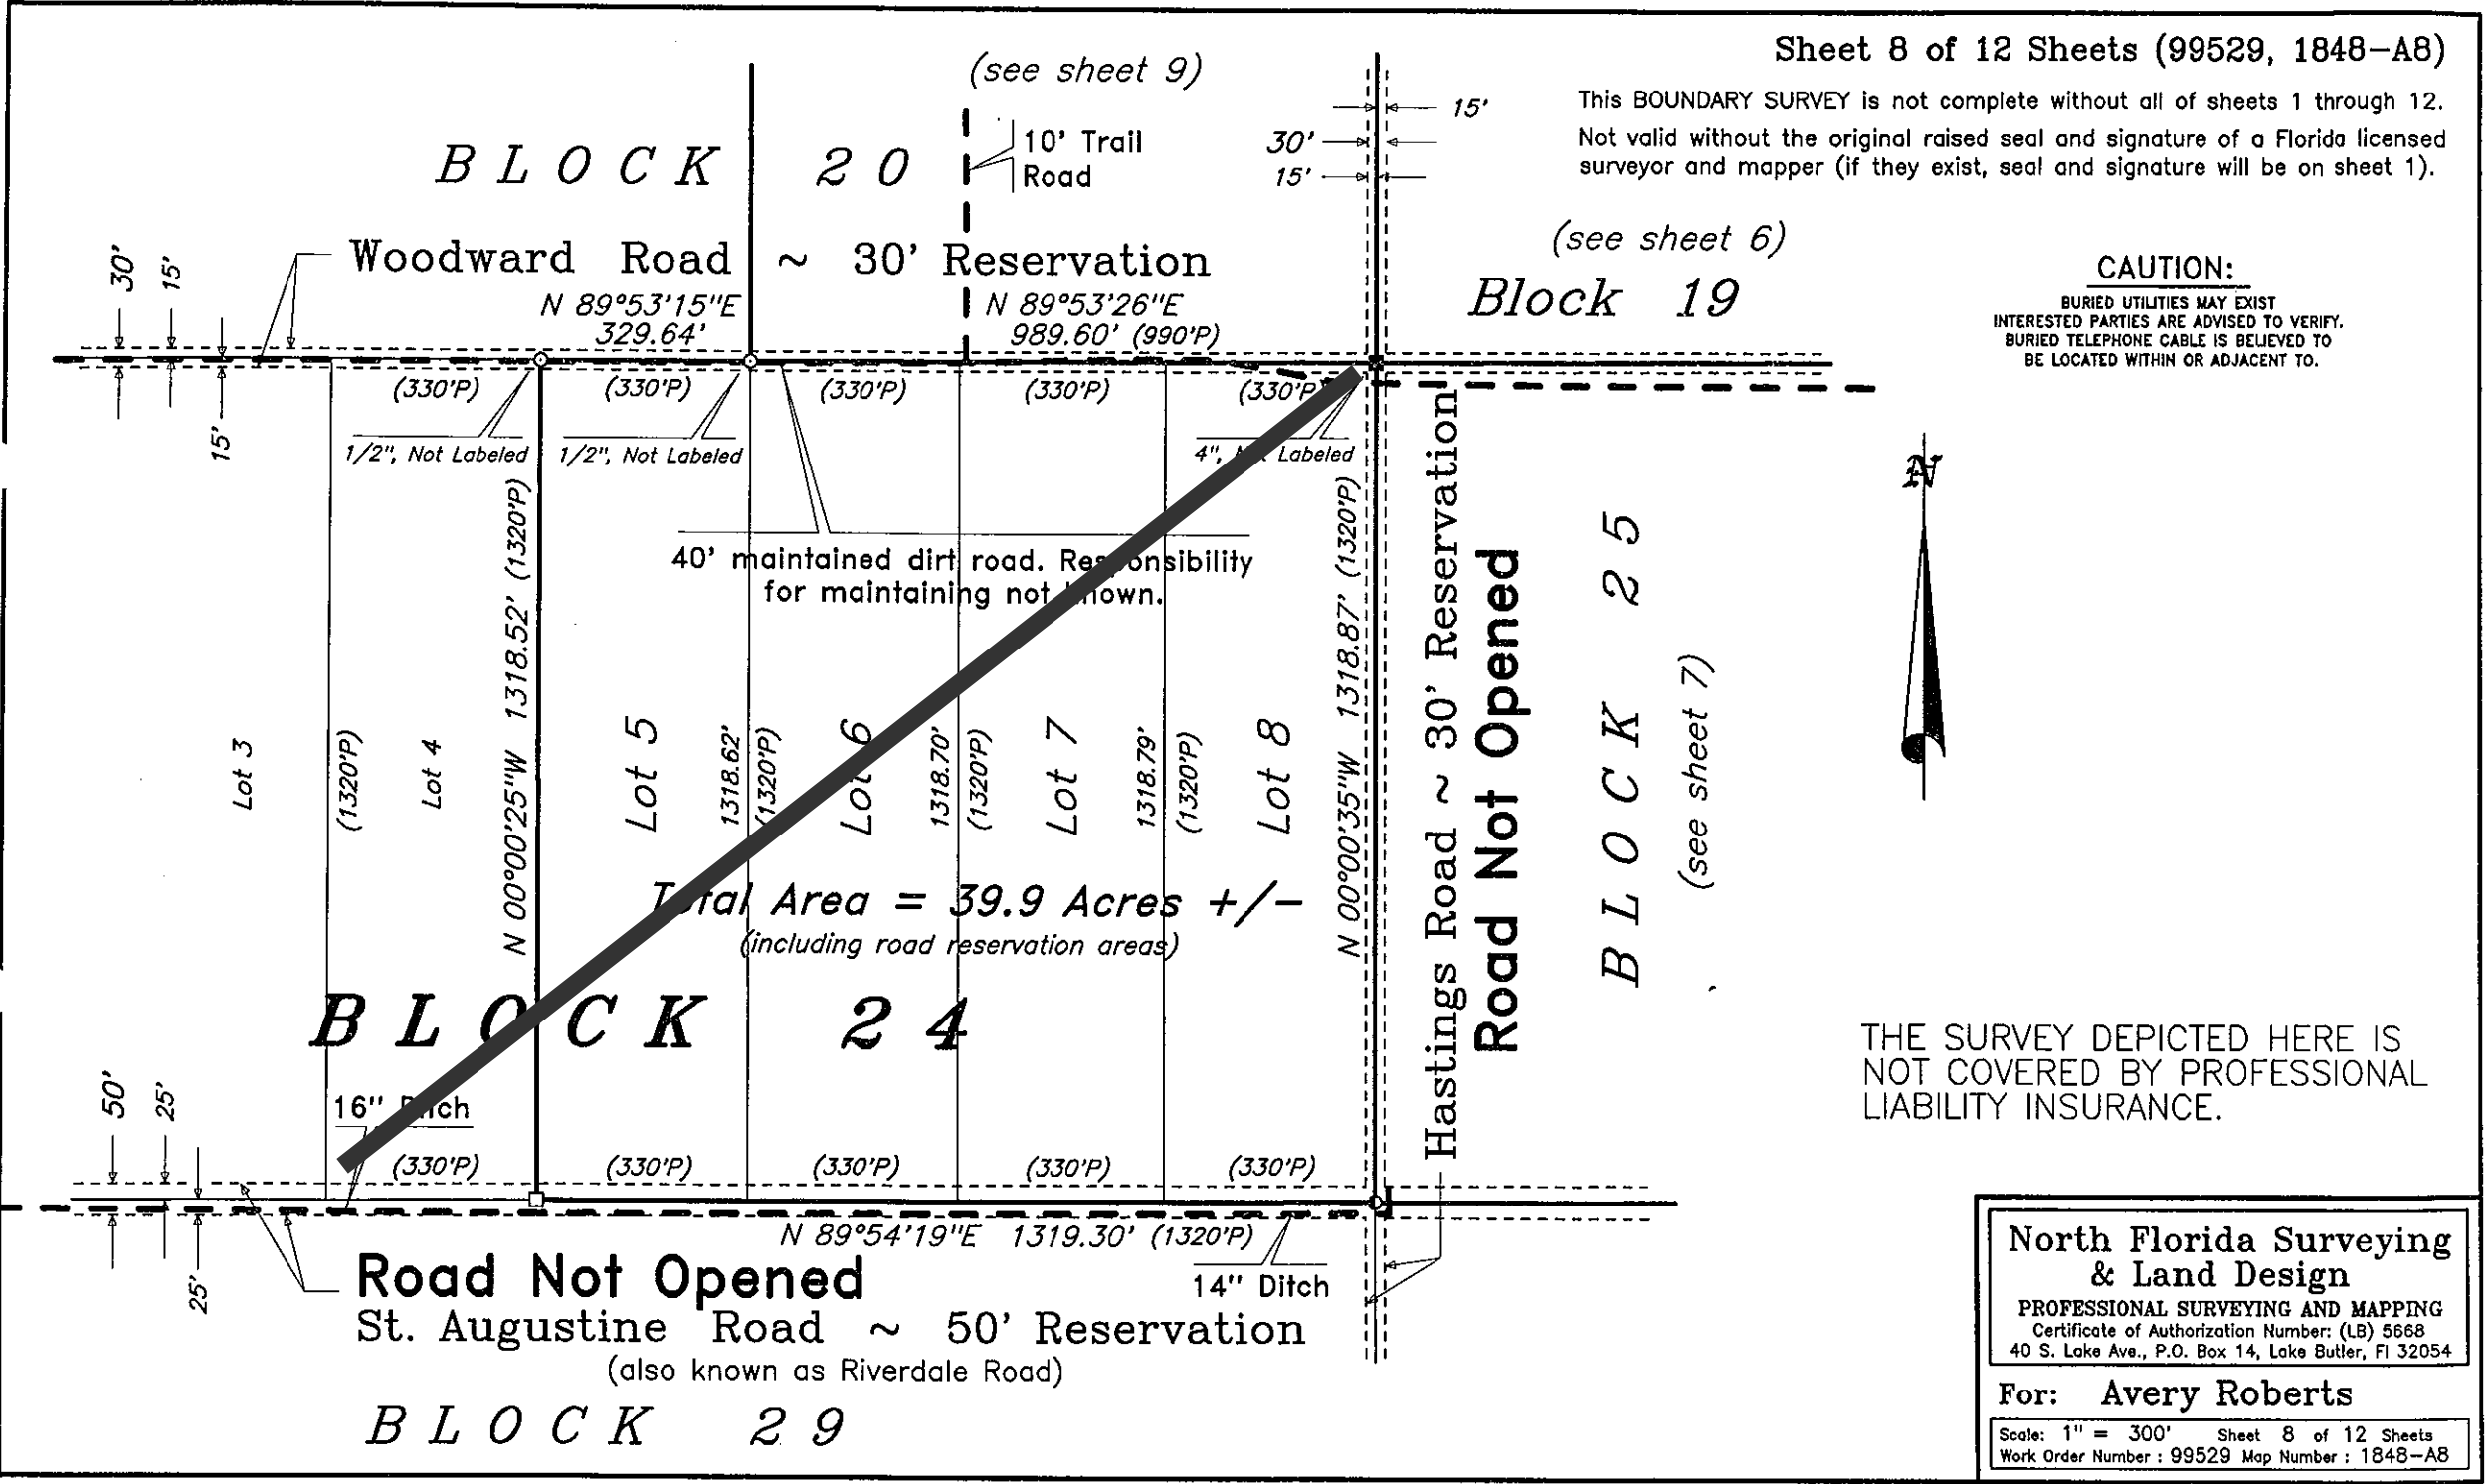 Sheet 8 of 12 Sheets (99529, 1848-A8)
This BOUNDARY SURVEY is not complete without all of sheets 1 through 12.
Not valid without the original raised seal and signature of a Florida licensed
surveyor and mapper (if they exist, seal and signature will be on sheet 1).
(see sheet 9)
10' Trail
Road
15'
30'
15'
BLOCK 20
(see sheet 6)
Block 19
Woodward Road ~ 30' Reservation
30'
15'
15'
N 89°53'15"E
329.64'
N 89°53'26"E
989.60' (990'P)
CAUTION:
BURIED UTILITIES MAY EXIST
INTERESTED PARTIES ARE ADVISED TO VERIFY.
BURIED TELEPHONE CABLE IS BELIEVED TO
BE LOCATED WITHIN OR ADJACENT TO.
(330'P)
(330'P)
(330'P)
(330'P)
(330'P
1/2", Not Labeled
1/2", Not Labeled
4", Labeled
N
40' maintained dirt road. Responsibility
for maintaining not known.
Lot 3
(1320'P)
Lot 4
N 00°00'25"W 1318.52' (1320'P)
Lot 5
1318.62'
(1320'P)
Lot 6
1318.70'
(1320'P)
Lot 7
1318.79'
(1320'P)
Lot 8
N 00°00'35"W 1318.87' (1320'P)
Hastings Road ~ 30' Reservation
Road Not Opened
BLOCK 25
(see sheet 7)
Total Area = 39.9 Acres +/-
(including road reservation areas)
BLOCK 24
THE SURVEY DEPICTED HERE IS
NOT COVERED BY PROFESSIONAL
LIABILITY INSURANCE.
50'
25'
25'
16" Ditch
(330'P)
(330'P)
(330'P)
(330'P)
(330'P)
N 89°54'19"E 1319.30' (1320'P)
14" Ditch
Road Not Opened
St. Augustine Road ~ 50' Reservation
(also known as Riverdale Road)
BLOCK 29
North Florida Surveying
& Land Design
PROFESSIONAL SURVEYING AND MAPPING
Certificate of Authorization Number: (LB) 5668
40 S. Lake Ave., P.O. Box 14, Lake Butler, Fl 32054
For: Avery Roberts
Scale: 1" = 300' Sheet 8 of 12 Sheets
Work Order Number : 99529 Map Number : 1848-A8